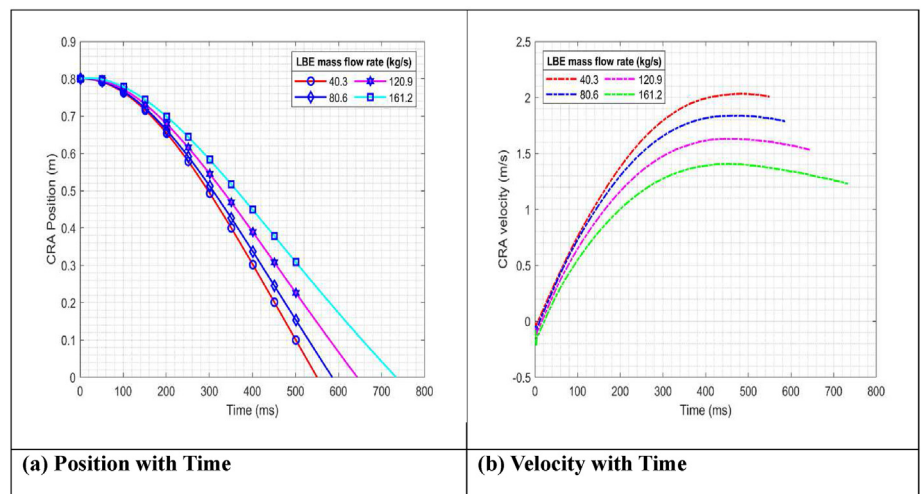 0.9
0.8
0.7
0.6
0.5
0.4
0.3
0.2
0.1
0
CRA Position (m)
LBE mass flow rate (kg/s)
40.3 120.9
80.6 161.2
0 100 200 300 400 500 600 700 800
Time (ms)
2.5
2
1.5
1
0.5
0
-0.5
CRA velocity (m/s)
LBE mass flow rate (kg/s)
40.3 120.9
80.6 161.2
0 100 200 300 400 500 600 700 800
Time (ms)
(a) Position with Time
(b) Velocity with Time